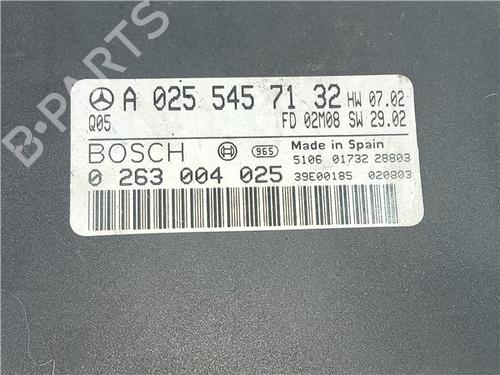 B-PARTS
A 025 545 71 32 HW 07.02
Q05 FD 02M08 SW 29.02
BOSCH 965 Made in Spain
5106 01732 28803
0 263 004 025 39E00185 020803